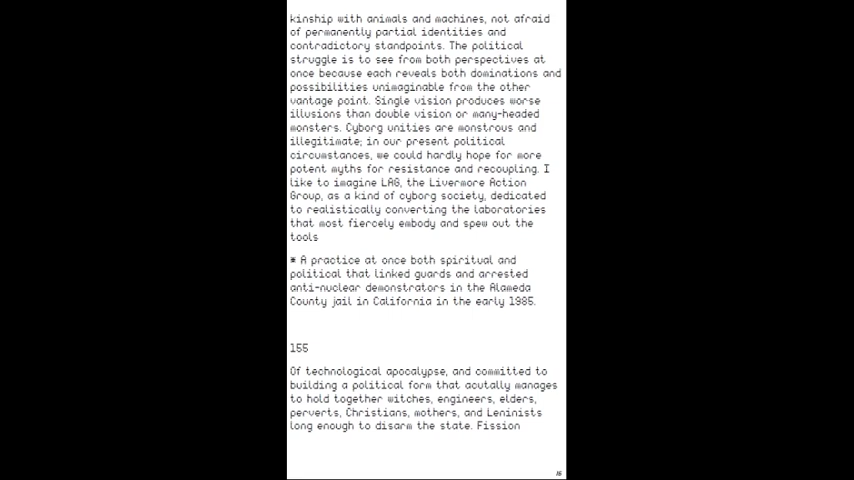 kinship with animals and machines, not afraid
of permanently partial identities and
contradictory standpoints. The political
struggle is to see from both perspectives at
once because each reveals both dominations and
possibilities unimaginable from the other
vantage point. Single vision produces worse
illusions than double vision or many-headed
monsters. Cyborg unities are monstrous and
illegitimate; in our present political
circumstances, we could hardly hope for more
potent myths for resistance and recoupling. I
like to imagine LAG, the Livermore Action
Group, as a kind of cyborg society, dedicated
to realistically converting the laboratories
that most fiercely embody and spew out the
tools
* A practice at once both spiritual and
political that linked guards and arrested
anti-nuclear demonstrators in the Alameda
County jail in California in the early 1985.
155
Of technological apocalypse, and committed to
building a political form that acutally manages
to hold together witches, engineers, elders,
perverts, Christians, mothers, and Leninists
long enough to disarm the state. Fission
16